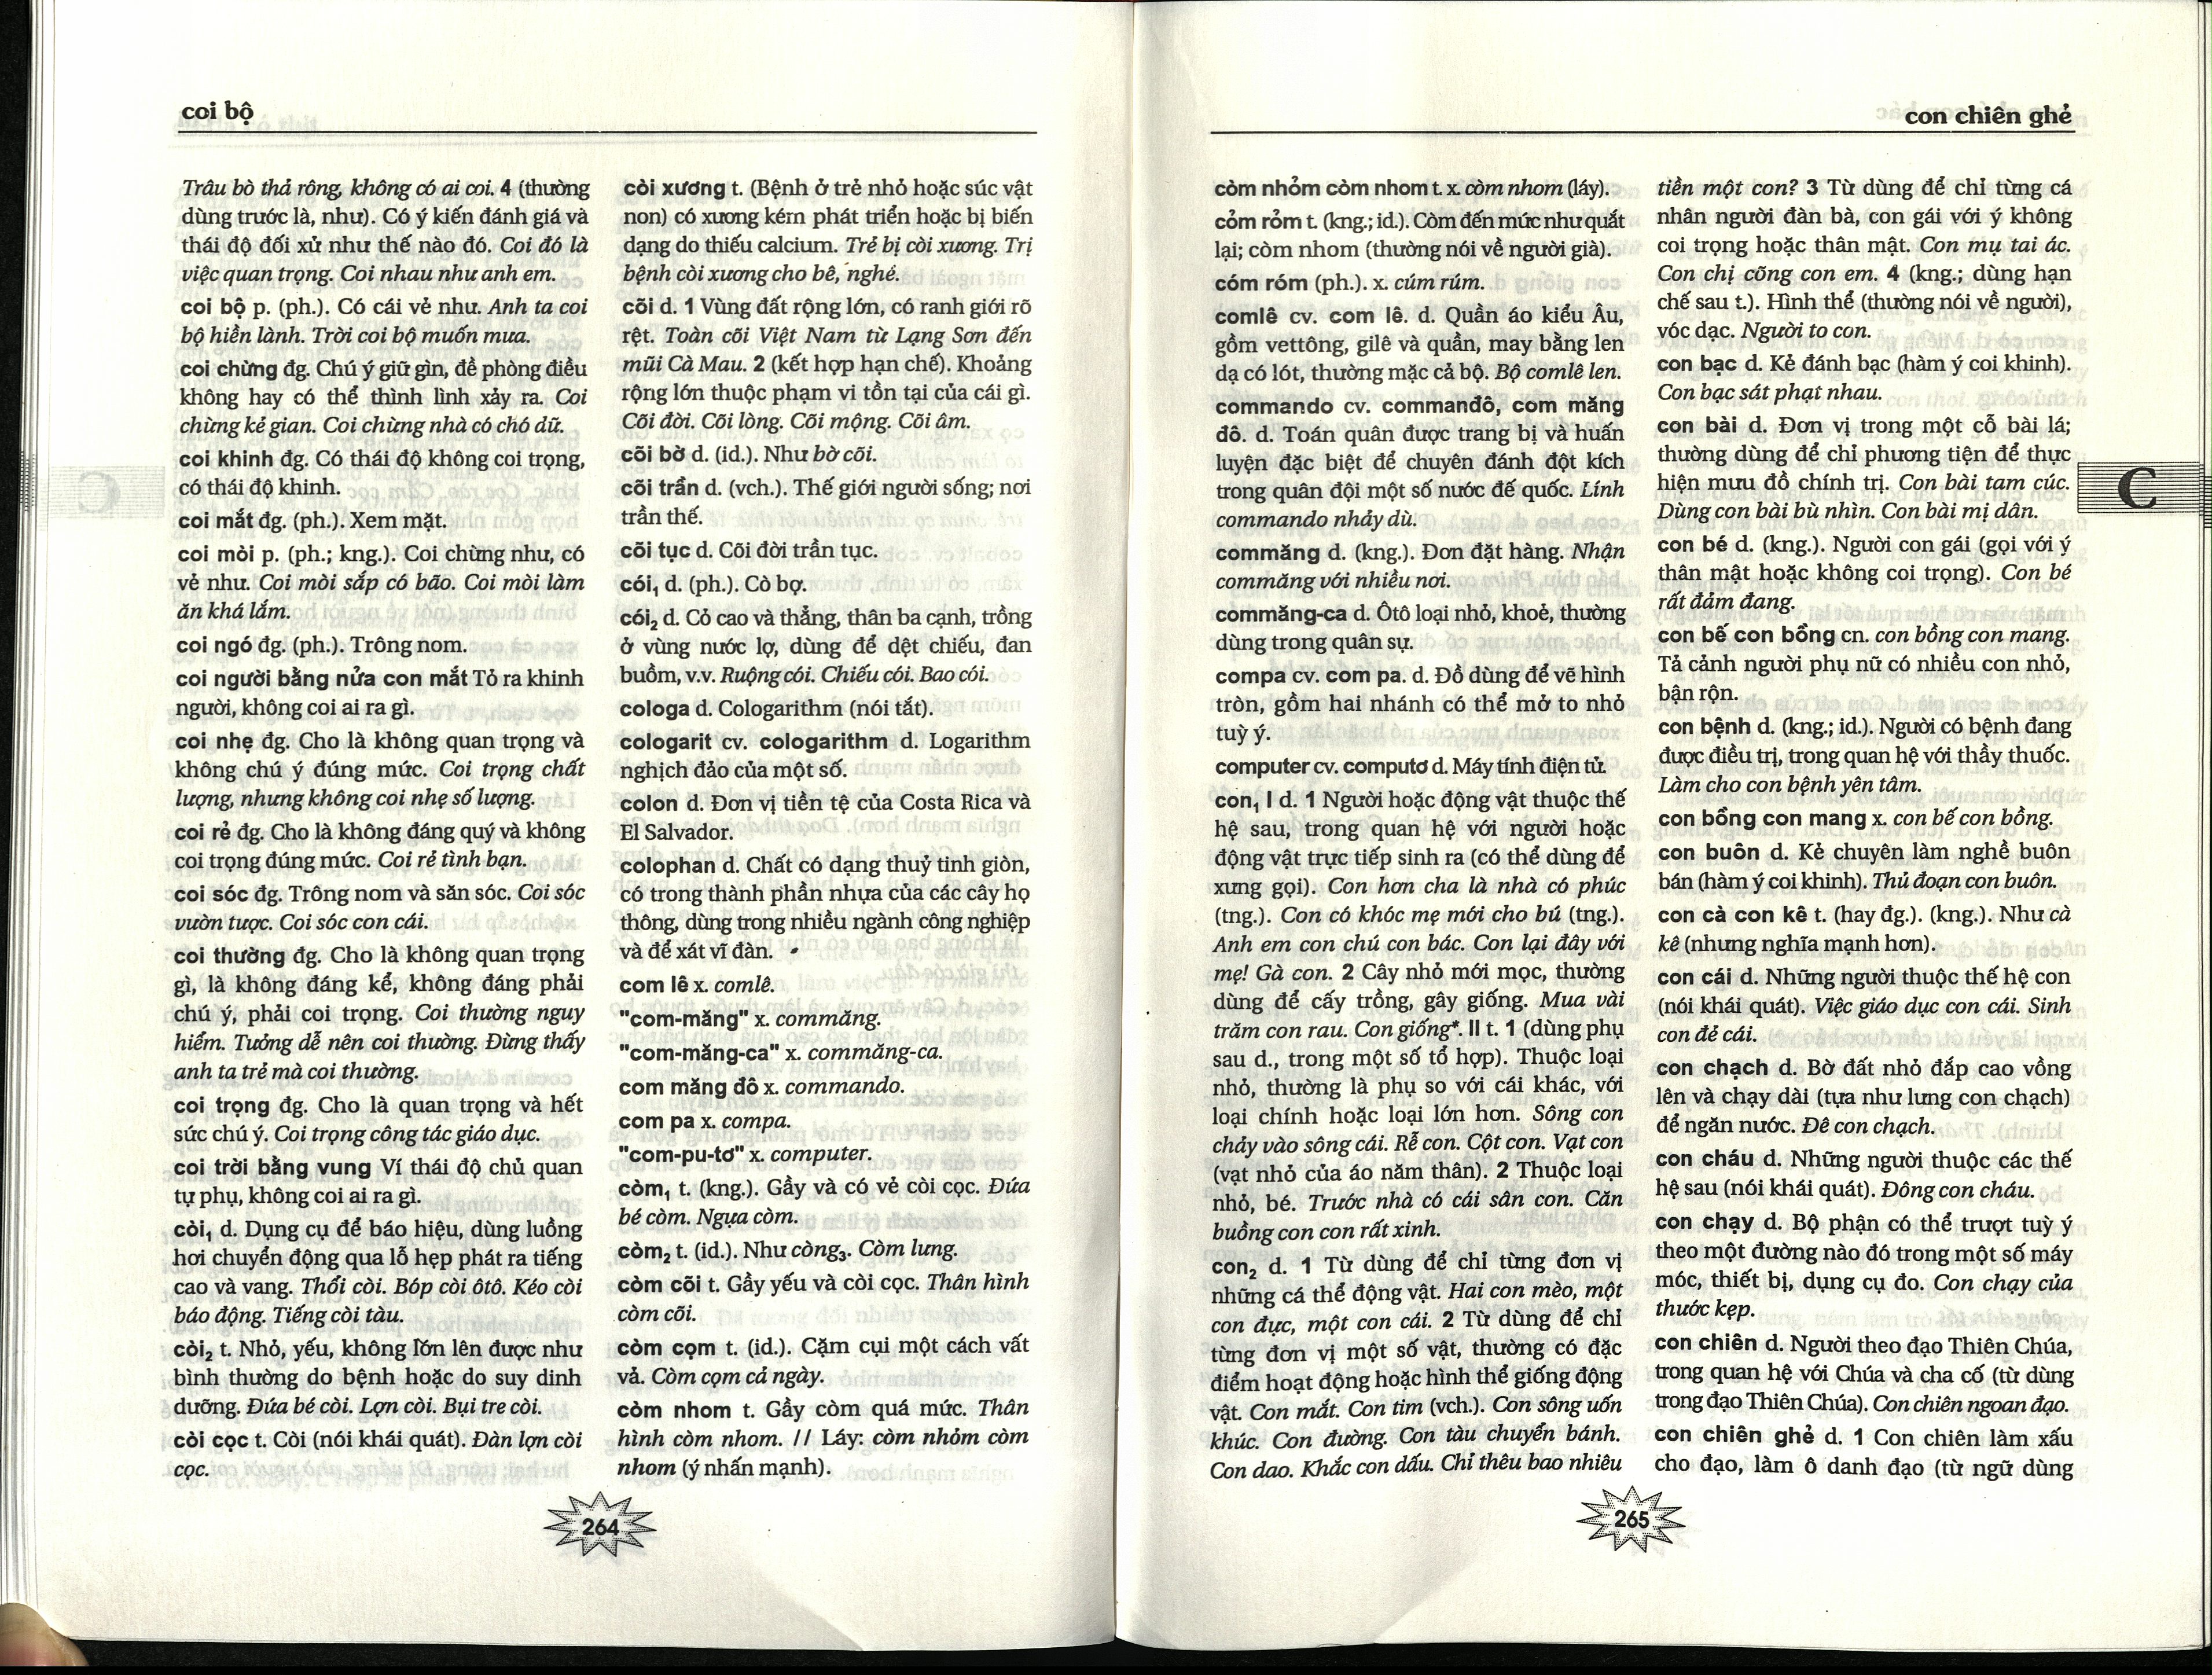 coi bộ
Trâu bò thả rông, không có ai coi. 4 (thường
dùng trước là, như). Có ý kiến đánh giá và
thái độ đối xử như thế nào đó. Coi đó là
việc quan trọng. Coi nhau như anh em.
coi bộ p. (ph.). Có cái vẻ như. Anh ta coi
bộ hiền lành. Trời coi bộ muốn mưa.
coi chừng đg. Chú ý giữ gìn, đề phòng điều
không hay có thể thình lình xảy ra. Coi
chừng kẻ gian. Coi chừng nhà có chó dữ.
coi khinh đg. Có thái độ không coi trọng,
có thái độ khinh.
coi mắt đg. (ph.). Xem mặt.
coi mòi p. (ph.; kng.). Coi chừng như, có
vẻ như. Coi mòi sắp có bão. Coi mòi làm
ăn khá lắm.
coi ngó đg. (ph.). Trông nom.
coi người bằng nửa con mắt Tỏ ra khinh
người, không coi ai ra gì.
coi nhẹ đg. Cho là không quan trọng và
không chú ý đúng mức. Coi trọng chất
lượng, nhưng không coi nhẹ số lượng.
coi rẻ đg. Cho là không đáng quý và không
coi trọng đúng mức. Coi rẻ tình bạn.
coi sóc đg. Trông nom và săn sóc. Coi sóc
vườn tược. Coi sóc con cái.
coi thường đg. Cho là không quan trọng
gì, là không đáng kể, không đáng phải
chú ý, phải coi trọng. Coi thường nguy
hiểm. Tưởng dễ nên coi thường. Đừng thấy
anh ta trẻ mà coi thường.
coi trọng đg. Cho là quan trọng và hết
sức chú ý. Coi trọng công tác giáo dục.
coi trời bằng vung Ví thái độ chủ quan
tự phụ, không coi ai ra gì.
còi₁ d. Dụng cụ để báo hiệu, dùng luồng
hơi chuyển động qua lỗ hẹp phát ra tiếng
cao và vang. Thổi còi. Bóp còi ôtô. Kéo còi
báo động. Tiếng còi tàu.
còi₂ t. Nhỏ, yếu, không lớn lên được như
bình thường do bệnh hoặc do suy dinh
dưỡng. Đứa bé còi. Lợn còi. Bụi tre còi.
còi cọc t. Còi (nói khái quát). Đàn lợn còi
cọc.
còi xương t. (Bệnh ở trẻ nhỏ hoặc súc vật
non) có xương kém phát triển hoặc bị biến
dạng do thiếu calcium. Trẻ bị còi xương. Trị
bệnh còi xương cho bê, nghé.
cõi d. 1 Vùng đất rộng lớn, có ranh giới rõ
rệt. Toàn cõi Việt Nam từ Lạng Sơn đến
mũi Cà Mau. 2 (kết hợp hạn chế). Khoảng
rộng lớn thuộc phạm vi tồn tại của cái gì.
Cõi đời. Cõi lòng. Cõi mộng. Cõi âm.
cõi bờ d. (id.). Như bờ cõi.
cõi trần d. (vch.). Thế giới người sống; nơi
trần thế.
cõi tục d. Cõi đời trần tục.
cói₁ d. (ph.). Cò bợ.
cói₂ d. Cỏ cao và thẳng, thân ba cạnh, trồng
ở vùng nước lợ, dùng để dệt chiếu, đan
buồm, v.v. Ruộng cói. Chiếu cói. Bao cói.
cologa d. Cologarithm (nói tắt).
cologarit cv. cologarithm d. Logarithm
nghịch đảo của một số.
colon d. Đơn vị tiền tệ của Costa Rica và
El Salvador.
colophan d. Chất có dạng thuỷ tinh giòn,
có trong thành phần nhựa của các cây họ
thông, dùng trong nhiều ngành công nghiệp
và để xát vĩ đàn.
com lê x. comlê.
"com-măng" x. commăng.
"com-măng-ca" x. commăng-ca.
com măng đô x. commando.
com pa x. compa.
"com-pu-tơ" x. computer.
còm₁ t. (kng.). Gầy và có vẻ còi cọc. Đứa
bé còm. Ngựa còm.
còm₂ t. (id.). Như còng₃. Còm lưng.
còm cõi t. Gầy yếu và còi cọc. Thân hình
còm cõi.
còm cọm t. (id.). Cặm cụi một cách vất
vả. Còm cọm cả ngày.
còm nhom t. Gầy còm quá mức. Thân
hình còm nhom. // Láy: còm nhỏm còm
nhom (ý nhấn mạnh).
264
con chiên ghẻ
còm nhỏm còm nhom t. x. còm nhom (láy).
cỏm rỏm t. (kng.; id.). Còm đến mức như quắt
lại; còm nhom (thường nói về người già).
cóm róm (ph.). x. cúm rúm.
comlê cv. com lê. d. Quần áo kiểu Âu,
gồm vettông, gilê và quần, may bằng len
dạ có lót, thường mặc cả bộ. Bộ comlê len.
commando cv. commanđô, com măng
đô. d. Toán quân được trang bị và huấn
luyện đặc biệt để chuyên đánh đột kích
trong quân đội một số nước đế quốc. Lính
commando nhảy dù.
commăng d. (kng.). Đơn đặt hàng. Nhận
commăng với nhiều nơi.
commăng-ca d. Ôtô loại nhỏ, khoẻ, thường
dùng trong quân sự.
compa cv. com pa. d. Đồ dùng để vẽ hình
tròn, gồm hai nhánh có thể mở to nhỏ
tuỳ ý.
computer cv. computơ d. Máy tính điện tử.
con₁ I d. 1 Người hoặc động vật thuộc thế
hệ sau, trong quan hệ với người hoặc
động vật trực tiếp sinh ra (có thể dùng để
xưng gọi). Con hơn cha là nhà có phúc
(tng.). Con có khóc mẹ mới cho bú (tng.).
Anh em con chú con bác. Con lại đây với
mẹ! Gà con. 2 Cây nhỏ mới mọc, thường
dùng để cấy trồng, gây giống. Mua vài
trăm con rau. Con giống*. II t. 1 (dùng phụ
sau d., trong một số tổ hợp). Thuộc loại
nhỏ, thường là phụ so với cái khác, với
loại chính hoặc loại lớn hơn. Sông con
chảy vào sông cái. Rễ con. Cột con. Vạt con
(vạt nhỏ của áo năm thân). 2 Thuộc loại
nhỏ, bé. Trước nhà có cái sân con. Căn
buồng con con rất xinh.
con₂ d. 1 Từ dùng để chỉ từng đơn vị
những cá thể động vật. Hai con mèo, một
con đực, một con cái. 2 Từ dùng để chỉ
từng đơn vị một số vật, thường có đặc
điểm hoạt động hoặc hình thể giống động
vật. Con mắt. Con tim (vch.). Con sông uốn
khúc. Con đường. Con tàu chuyển bánh.
Con dao. Khắc con dấu. Chỉ thêu bao nhiêu
tiền một con? 3 Từ dùng để chỉ từng cá
nhân người đàn bà, con gái với ý không
coi trọng hoặc thân mật. Con mụ tai ác.
Con chị cõng con em. 4 (kng.; dùng hạn
chế sau t.). Hình thể (thường nói về người),
vóc dạc. Người to con.
con bạc d. Kẻ đánh bạc (hàm ý coi khinh).
Con bạc sát phạt nhau.
con bài d. Đơn vị trong một cỗ bài lá;
thường dùng để chỉ phương tiện để thực
hiện mưu đồ chính trị. Con bài tam cúc.
Dùng con bài bù nhìn. Con bài mị dân.
con bé d. (kng.). Người con gái (gọi với ý
thân mật hoặc không coi trọng). Con bé
rất đảm đang.
con bế con bồng cn. con bồng con mang.
Tả cảnh người phụ nữ có nhiều con nhỏ,
bận rộn.
con bệnh d. (kng.; id.). Người có bệnh đang
được điều trị, trong quan hệ với thầy thuốc.
Làm cho con bệnh yên tâm.
con bồng con mang x. con bế con bồng.
con buôn d. Kẻ chuyên làm nghề buôn
bán (hàm ý coi khinh). Thủ đoạn con buôn.
con cà con kê t. (hay đg.). (kng.). Như cà
kê (nhưng nghĩa mạnh hơn).
con cái d. Những người thuộc thế hệ con
(nói khái quát). Việc giáo dục con cái. Sinh
con đẻ cái.
con chạch d. Bờ đất nhỏ đắp cao vồng
lên và chạy dài (tựa như lưng con chạch)
để ngăn nước. Đê con chạch.
con cháu d. Những người thuộc các thế
hệ sau (nói khái quát). Đông con cháu.
con chạy d. Bộ phận có thể trượt tuỳ ý
theo một đường nào đó trong một số máy
móc, thiết bị, dụng cụ đo. Con chạy của
thước kẹp.
con chiên d. Người theo đạo Thiên Chúa,
trong quan hệ với Chúa và cha cố (từ dùng
trong đạo Thiên Chúa). Con chiên ngoan đạo.
con chiên ghẻ d. 1 Con chiên làm xấu
cho đạo, làm ô danh đạo (từ ngữ dùng
C
265